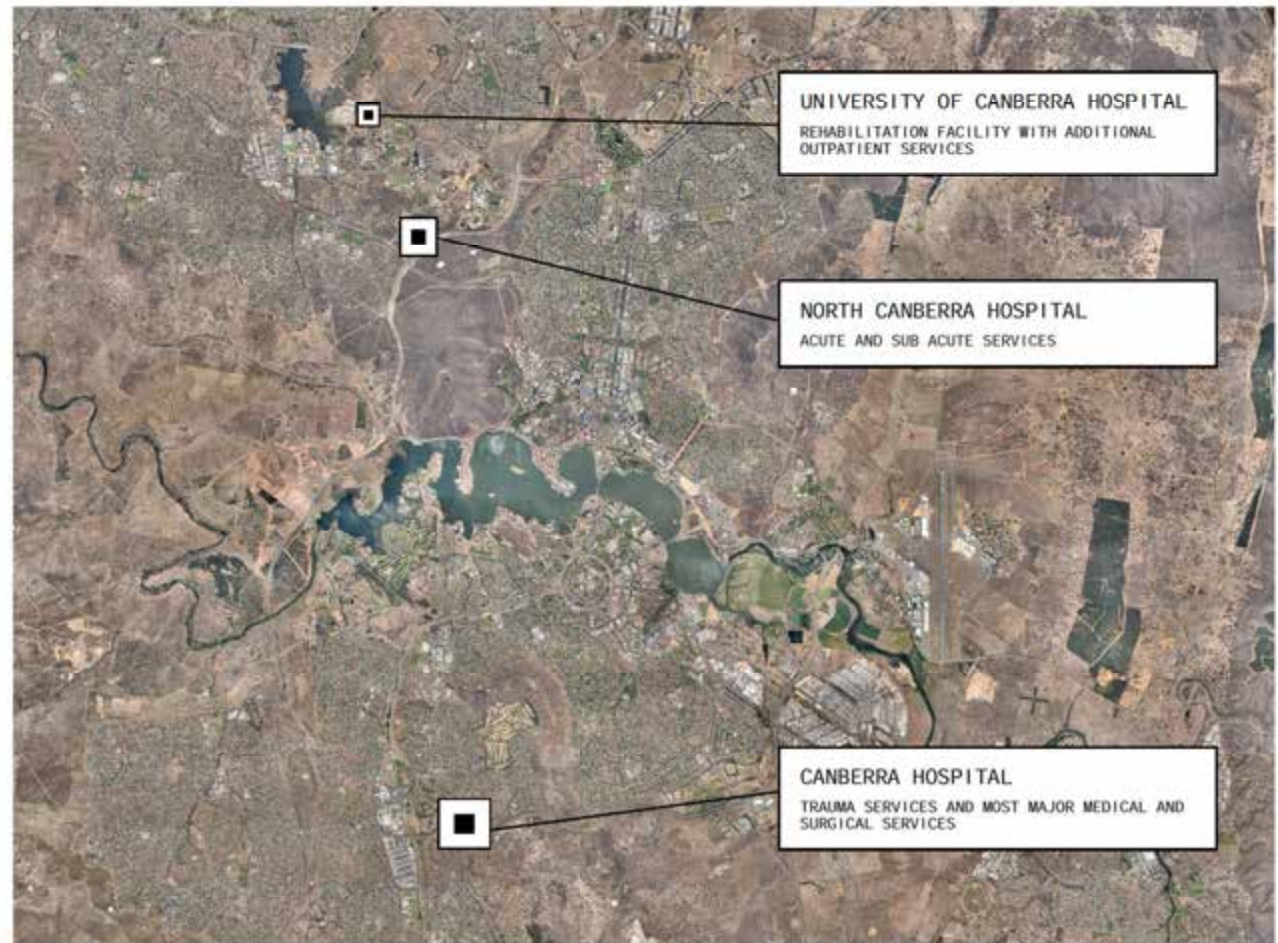 UNIVERSITY OF CANBERRA HOSPITAL
REHABILITATION FACILITY WITH ADDITIONAL
OUTPATIENT SERVICES
NORTH CANBERRA HOSPITAL
ACUTE AND SUB ACUTE SERVICES
CANBERRA HOSPITAL
TRAUMA SERVICES AND MOST MAJOR MEDICAL AND
SURGICAL SERVICES